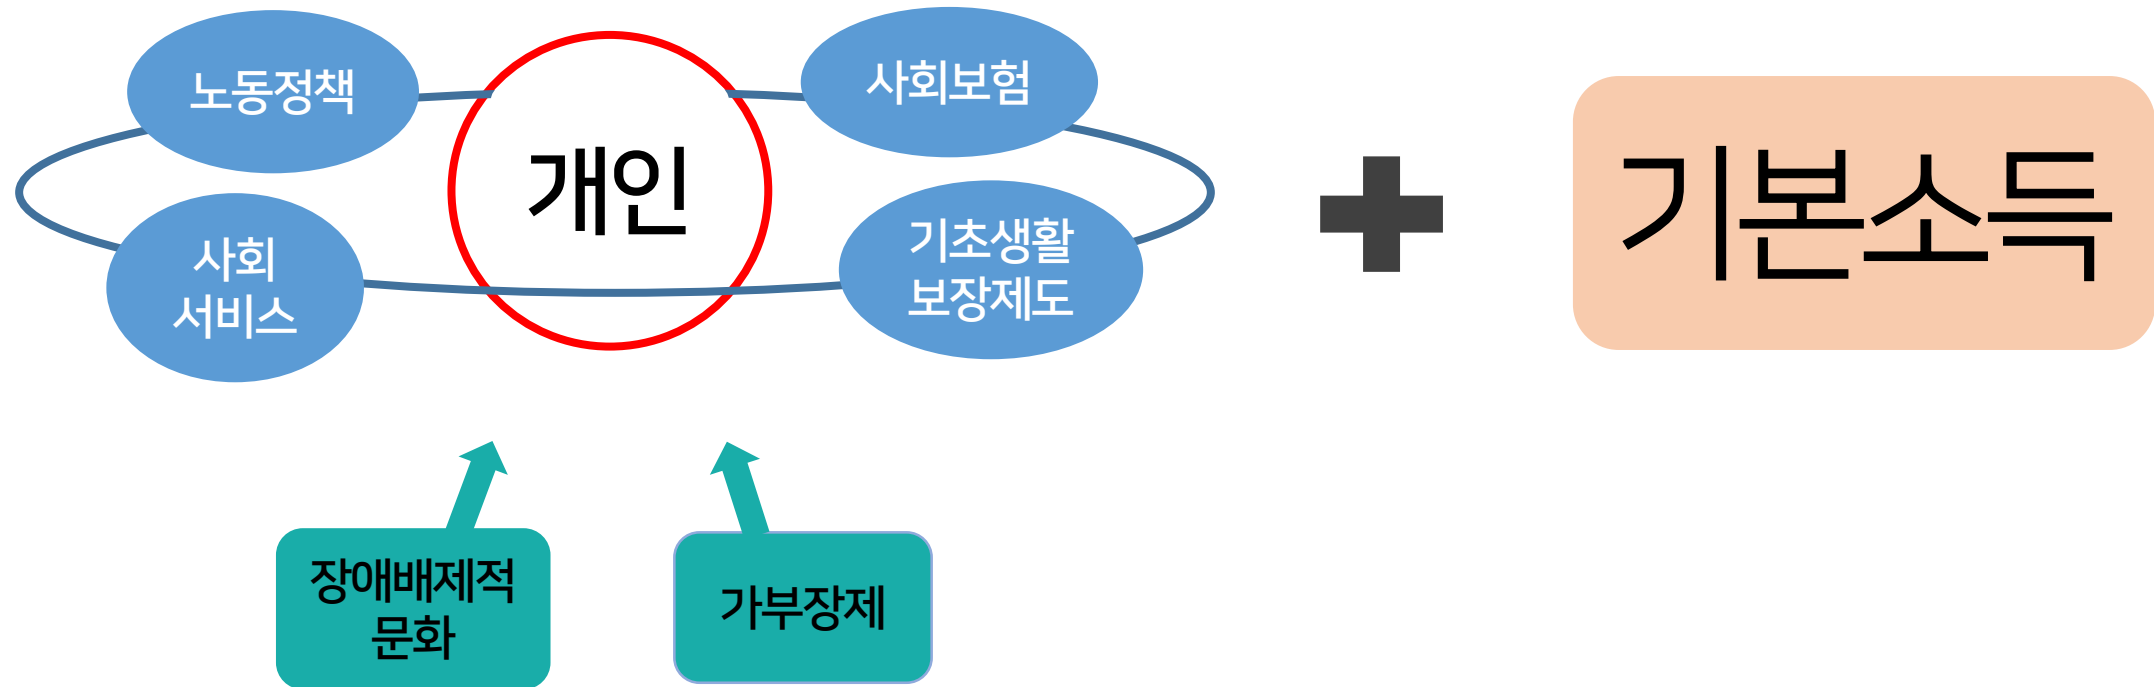 노동정책
사회보험
개인
사회
서비스
기초생활
보장제도
기본소득
장애배제적
문화
가부장제